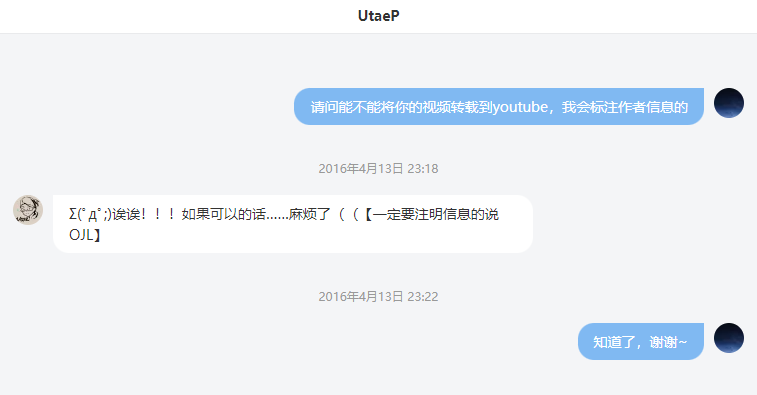 UtaeP
请问能不能将你的视频转载到youtube，我会标注作者信息的
2016年4月13日 23:18
Σ(ﾟдﾟ;)诶诶！！！如果可以的话……麻烦了（（【一定要注明信息的说
OJL】
2016年4月13日 23:22
知道了，谢谢~